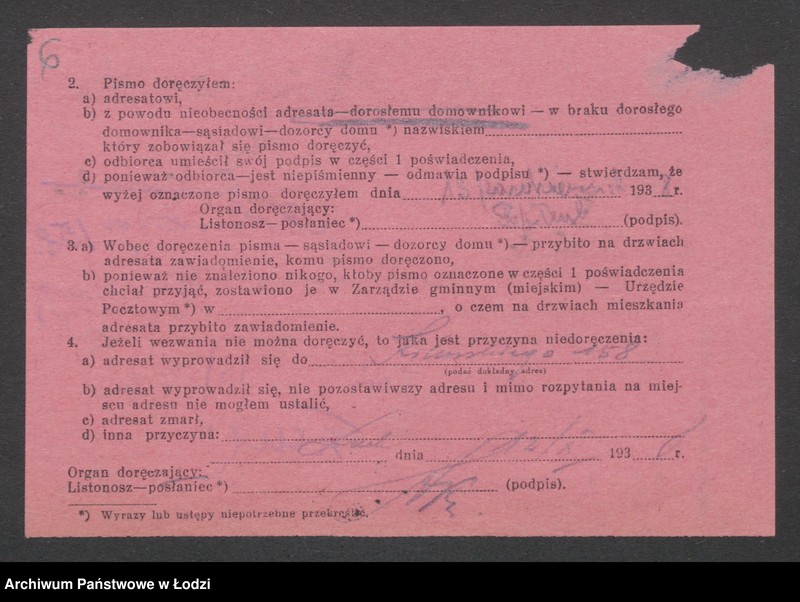 6
2. Pismo doręczyłem:
a) adresatowi,
b) z powodu nieobecności adresata—dorosłemu domownikowi — w braku dorosłego
domownika—sąsiadowi—dozorcy domu *) nazwiskiem
który zobowiązał się pismo doręczyć,
c) odbiorca umieścił swój podpis w części 1 poświadczenia,
d) ponieważ odbiorca—jest niepiśmienny — odmawia podpisu *) — stwierdzam, że
wyżej oznaczone pismo doręczyłem dnia 193 r.
Organ doręczający:
Listonosz—posłaniec *) (podpis).
3. a) Wobec doręczenia pisma — sąsiadowi — dozorcy domu *) — przybito na drzwiach
adresata zawiadomienie, komu pismo doręczono,
b) ponieważ nie znaleziono nikogo, ktoby pismo oznaczone w części 1 poświadczenia
chciał przyjąć, zostawiono je w Zarządzie gminnym (miejskim) — Urzędzie
Pocztowym *) w , o czem na drzwiach mieszkania
adresata przybito zawiadomienie.
4. Jeżeli wezwania nie można doręczyć, to jaka jest przyczyna niedoręczenia:
a) adresat wyprowadził się do 158
(podać dokładny adres)
b) adresat wyprowadził się, nie pozostawiwszy adresu i mimo rozpytania na miej-
scu adresu nie mogłem ustalić,
c) adresat zmarł,
d) inna przyczyna:
dnia 193 r.
Organ doręczający:
Listonosz—posłaniec *) (podpis).
*) Wyrazy lub ustępy niepotrzebne przekreślić.
Archiwum Państwowe w Łodzi